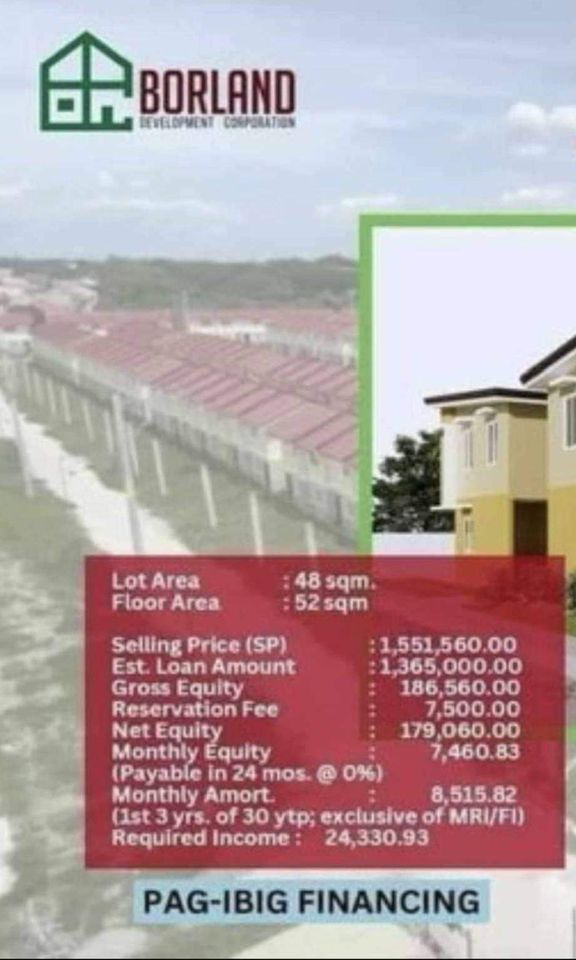 BORLAND
DEVELOPMENT CORPORATION
Lot Area : 48 sqm.
Floor Area : 52 sqm
Selling Price (SP) : 1,551,560.00
Est. Loan Amount : 1,365,000.00
Gross Equity : 186,560.00
Reservation Fee : 7,500.00
Net Equity : 179,060.00
Monthly Equity : 7,460.83
(Payable in 24 mos. @ 0%)
Monthly Amort. : 8,515.82
(1st 3 yrs. of 30 ytp; exclusive of MRI/FI)
Required Income : 24,330.93
PAG-IBIG FINANCING